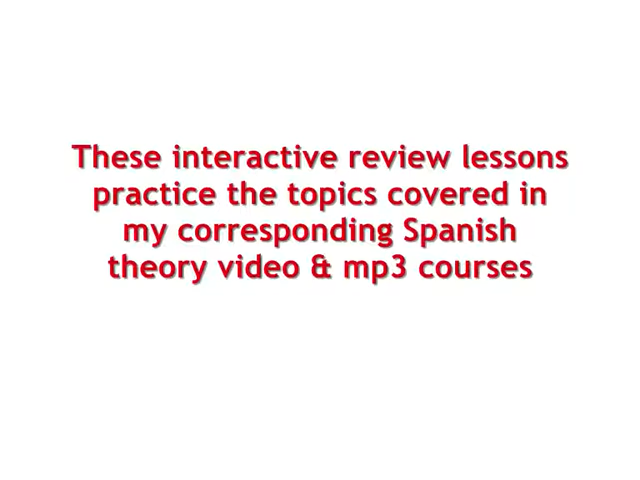 These interactive review lessons
practice the topics covered in
my corresponding Spanish
theory video & mp3 courses